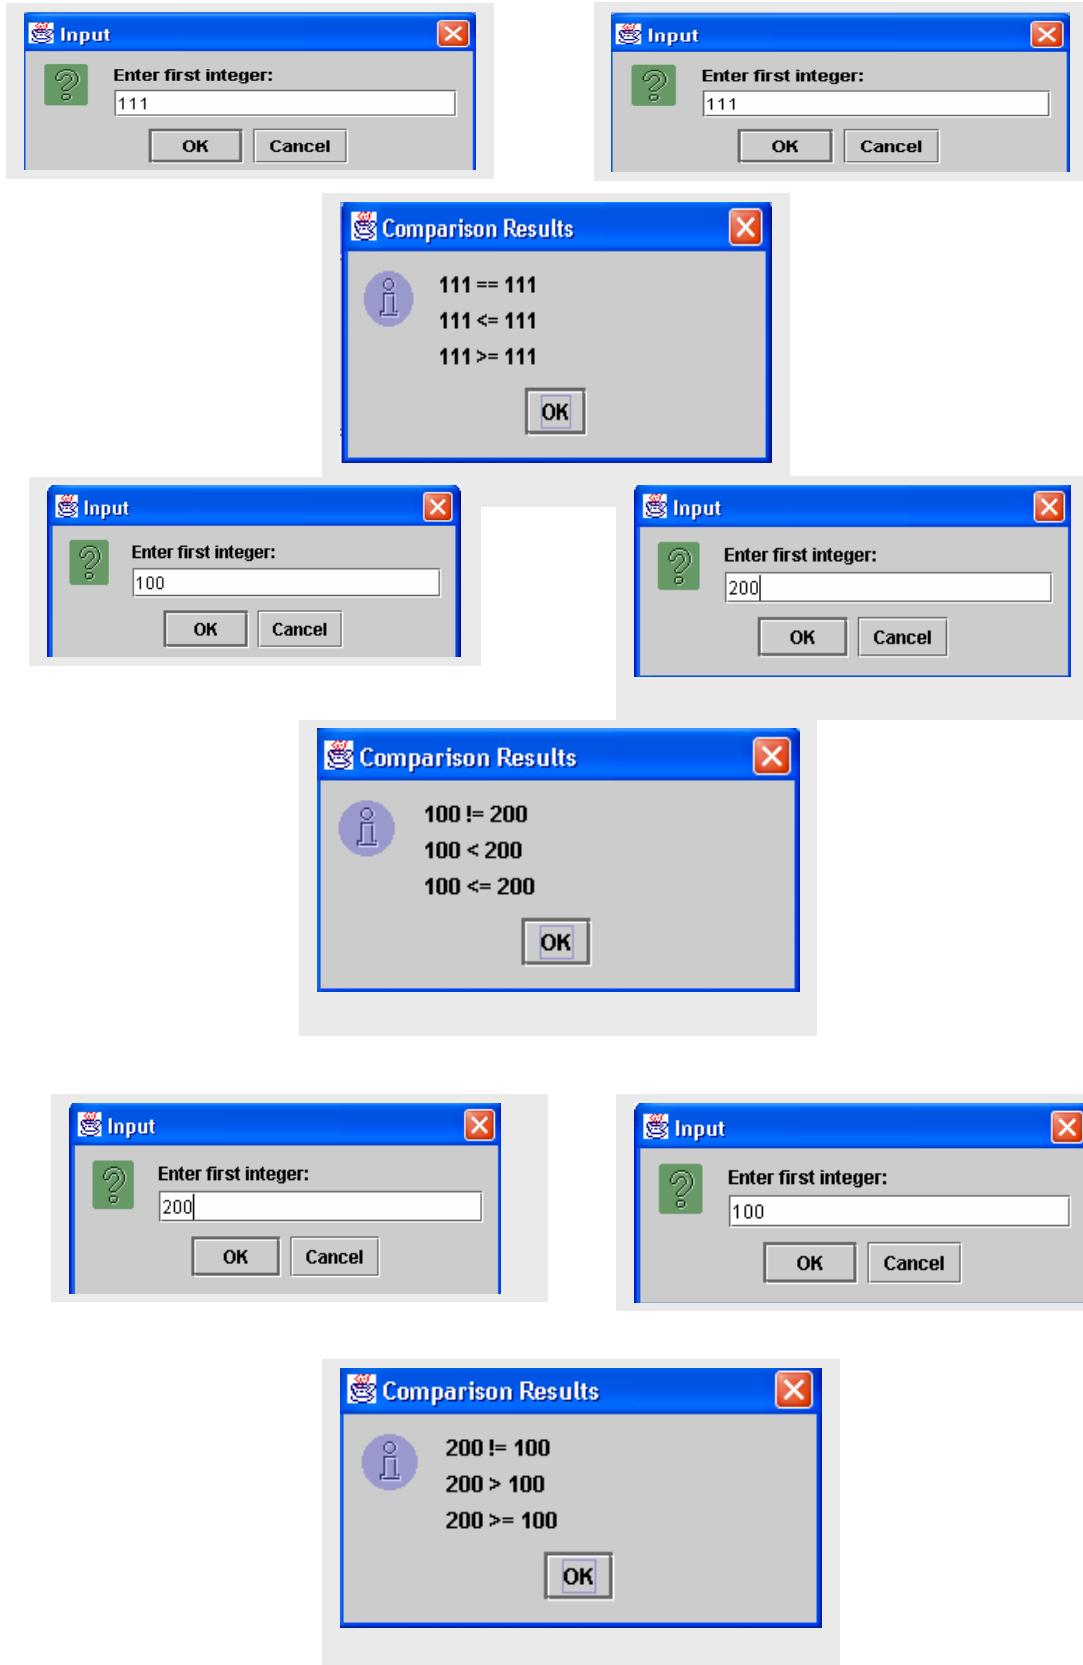 Input
Enter first integer:
111
OK Cancel
Input
Enter first integer:
111
OK Cancel
Comparison Results
111 == 111
111 <= 111
111 >= 111
OK
Input
Enter first integer:
100
OK Cancel
Input
Enter first integer:
200
OK Cancel
Comparison Results
100 != 200
100 < 200
100 <= 200
OK
Input
Enter first integer:
200
OK Cancel
Input
Enter first integer:
100
OK Cancel
Comparison Results
200 != 100
200 > 100
200 >= 100
OK